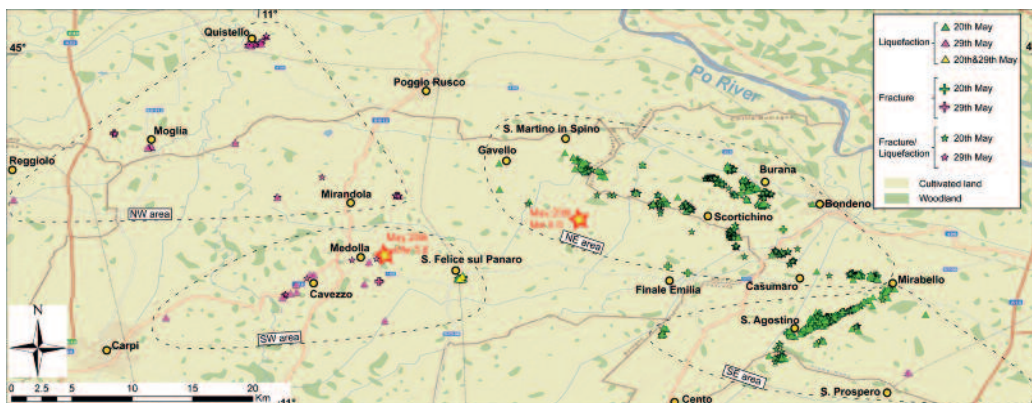 11°
45°
4
Quistello
Poggio Rusco
Po River
Moglia
Reggiolo
S. Martino in Spino
Gavello
Burana
Mirandola
Bondeno
Scortichino
NW area
NE area
Medolla
S. Felice sul Panaro
Cavezzo
Finale Emilia
Casumaro
Mirabello
S. Agostino
SW area
Carpi
SE area
S. Prospero
Cento
N
0 2.5 5 10 15 20
Km
11°
Liquefaction
20th May
29th May
20th&29th May
Fracture
20th May
29th May
Fracture/
Liquefaction
20th May
29th May
Cultivated land
Woodland